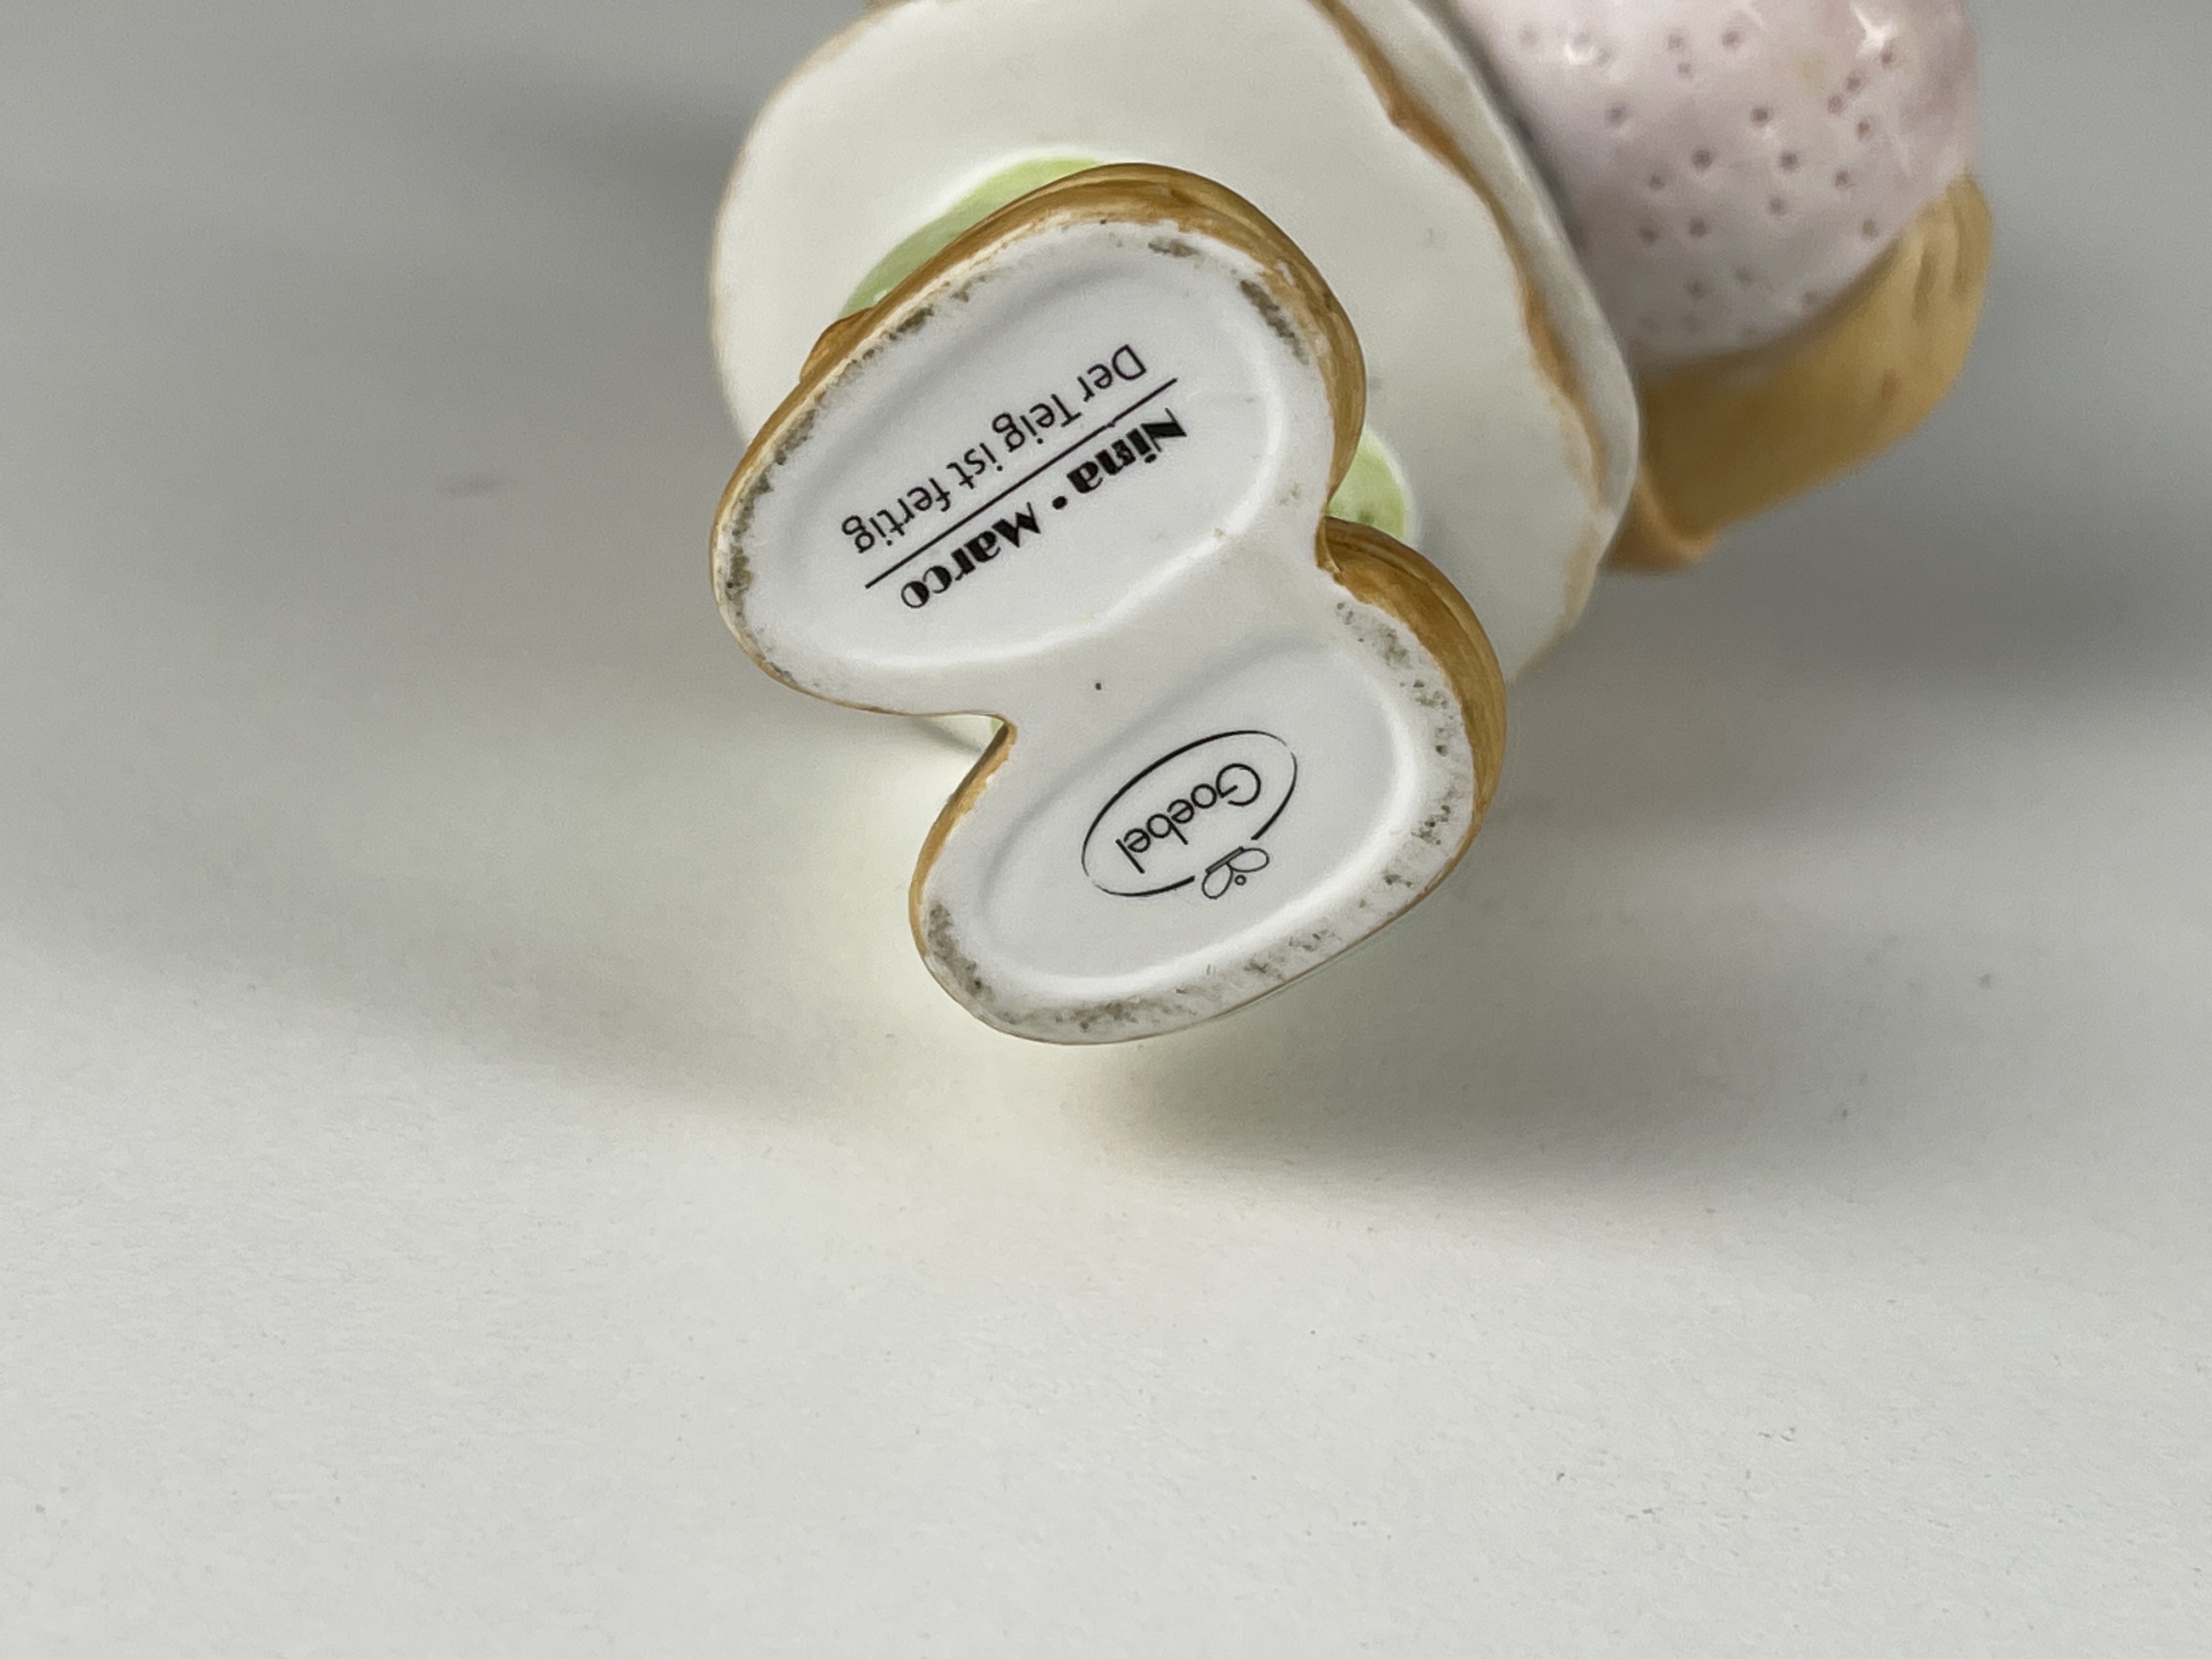 Nina • Marco
Der Teig ist fertig
Goebel